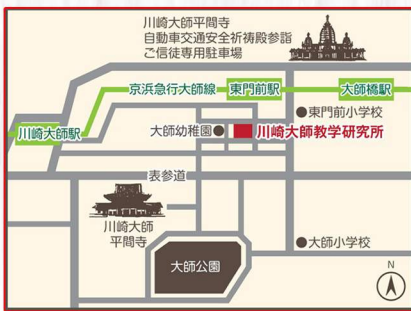 川崎大師平間寺
自動車交通安全祈祷殿参詣
ご信徒専用駐車場
京浜急行大師線
東門前駅
大師橋駅
川崎大師駅
東門前小学校
大師幼稚園
川崎大師教学研究所
表参道
川崎大師
平間寺
大師公園
大師小学校
N